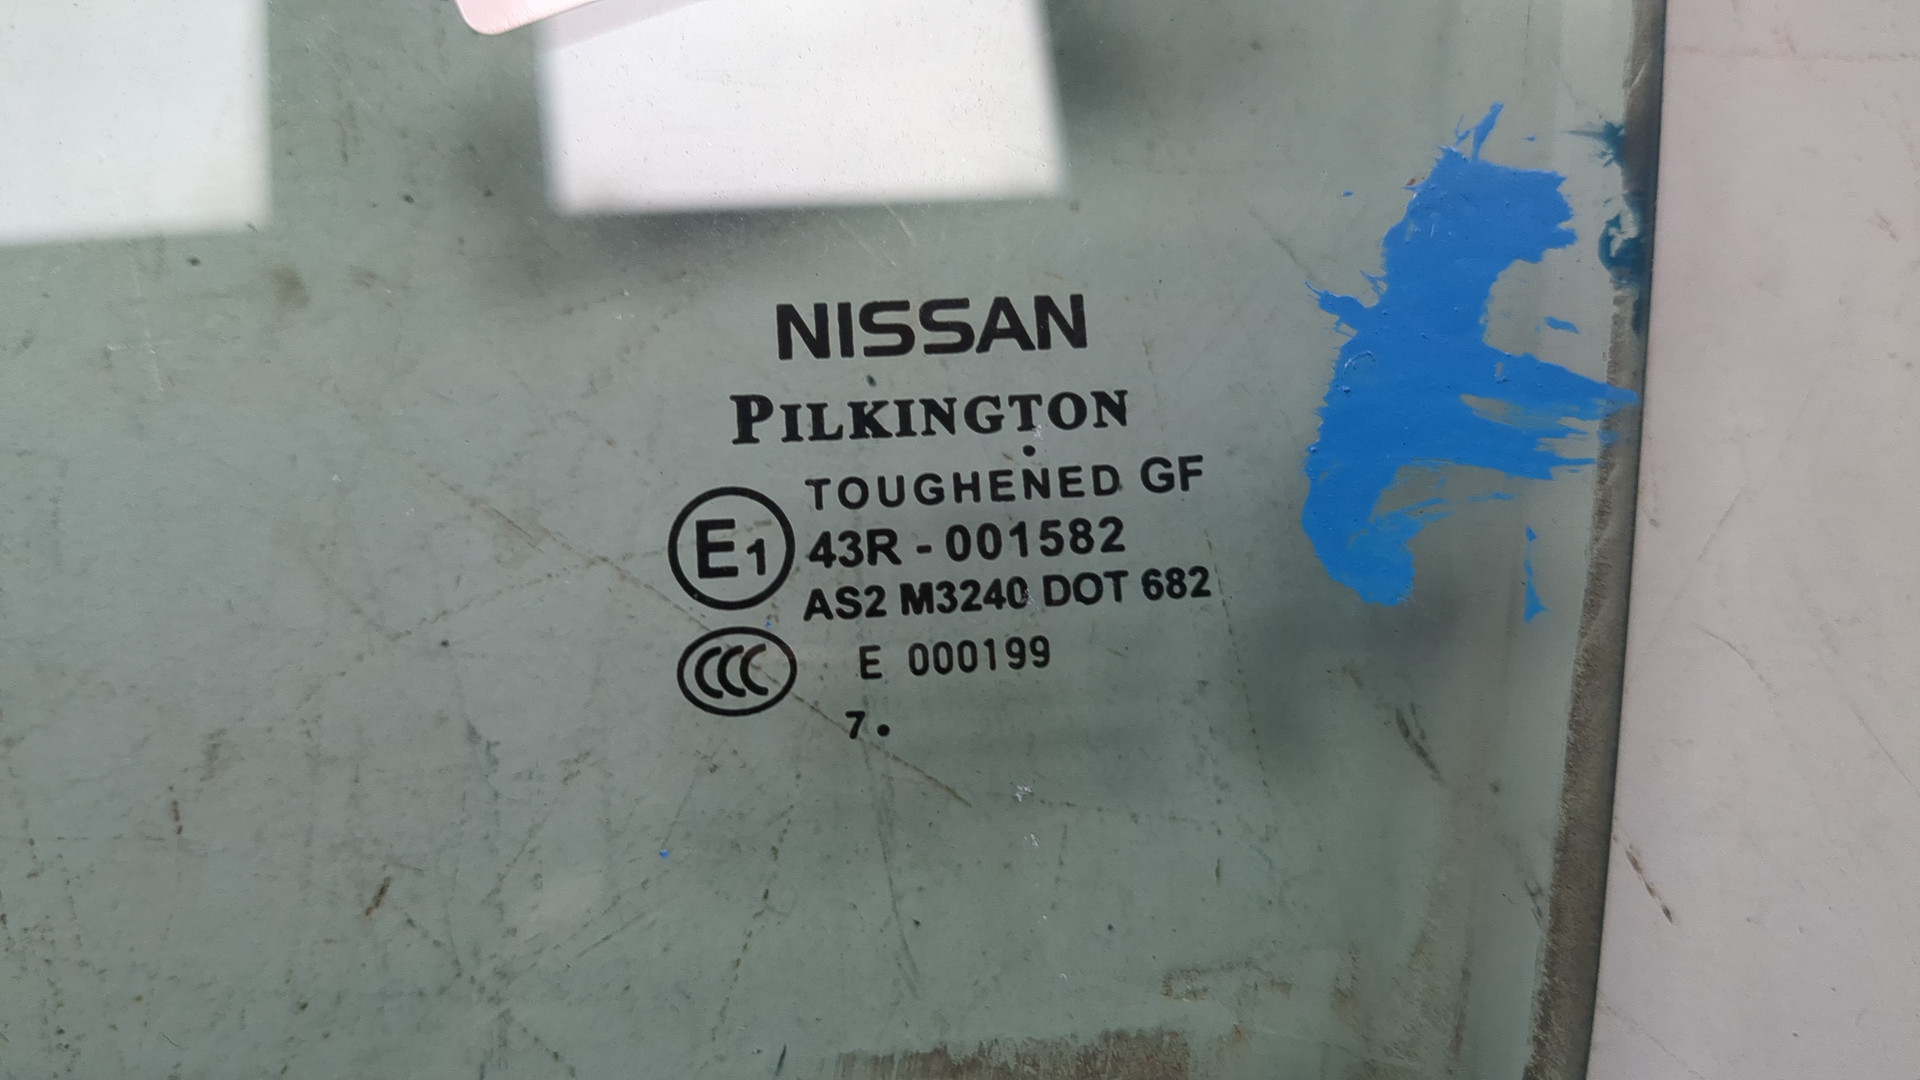 NISSAN
PILKINGTON
TOUGHENED GF
E1 43R - 001582
AS2 M3240 DOT 682
CCC E 000199
7.